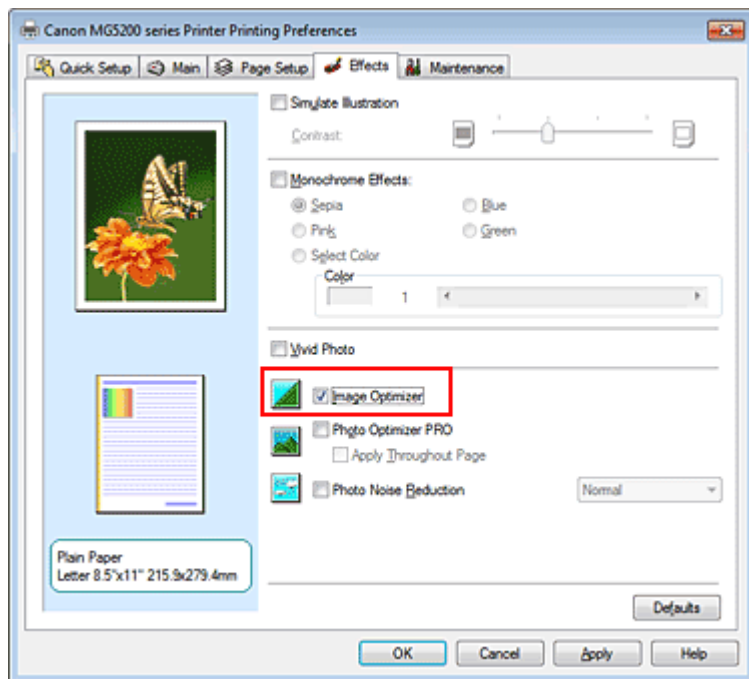 Canon MG5200 series Printer Printing Preferences
Quick Setup Main Page Setup Effects Maintenance
Simulate Illustration
Contrast:
Monochrome Effects:
Sepia Blue
Pink Green
Select Color
Color
1
Vivid Photo
Image Optimizer
Photo Optimizer PRO
Apply Throughout Page
Photo Noise Reduction Normal
Plain Paper
Letter 8.5"x11" 215.9x279.4mm
Defaults
OK Cancel Apply Help